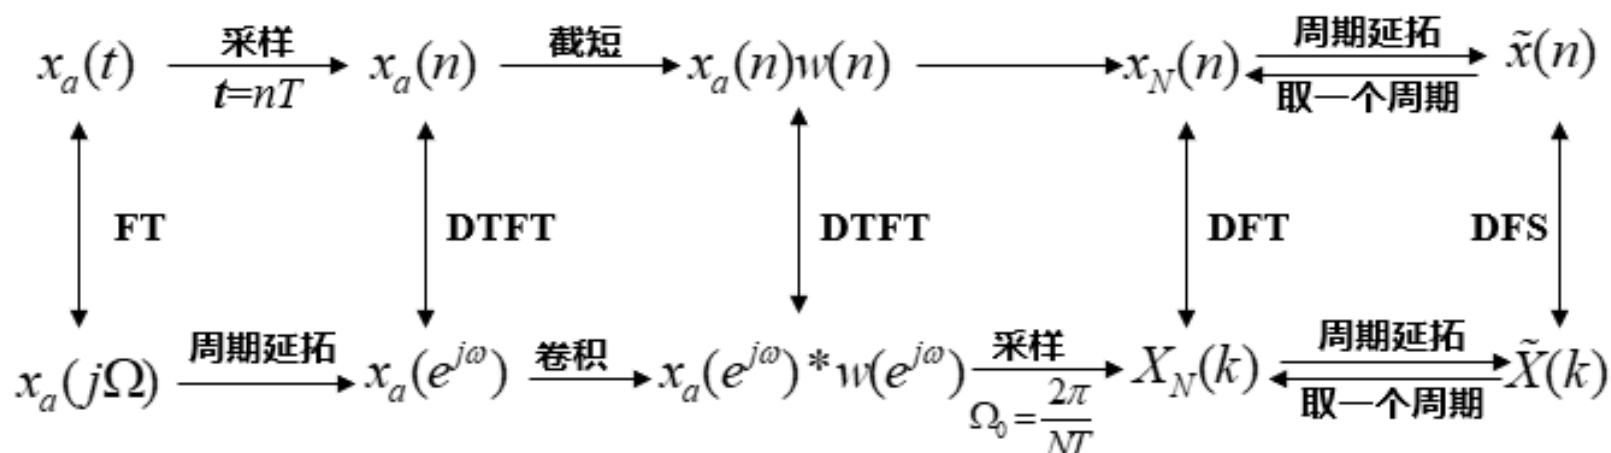 x_a(t) 采样 x_a(n) 截短 x_a(n)w(n) x_N(n) 周期延拓 x̃(n)
t=nT 取一个周期
FT DTFT DTFT DFT DFS
x_a(jΩ) 周期延拓 x_a(e^{jω}) 卷积 x_a(e^{jω})*w(e^{jω}) 采样 X_N(k) 周期延拓 X̃(k)
Ω_0=2π/NT 取一个周期